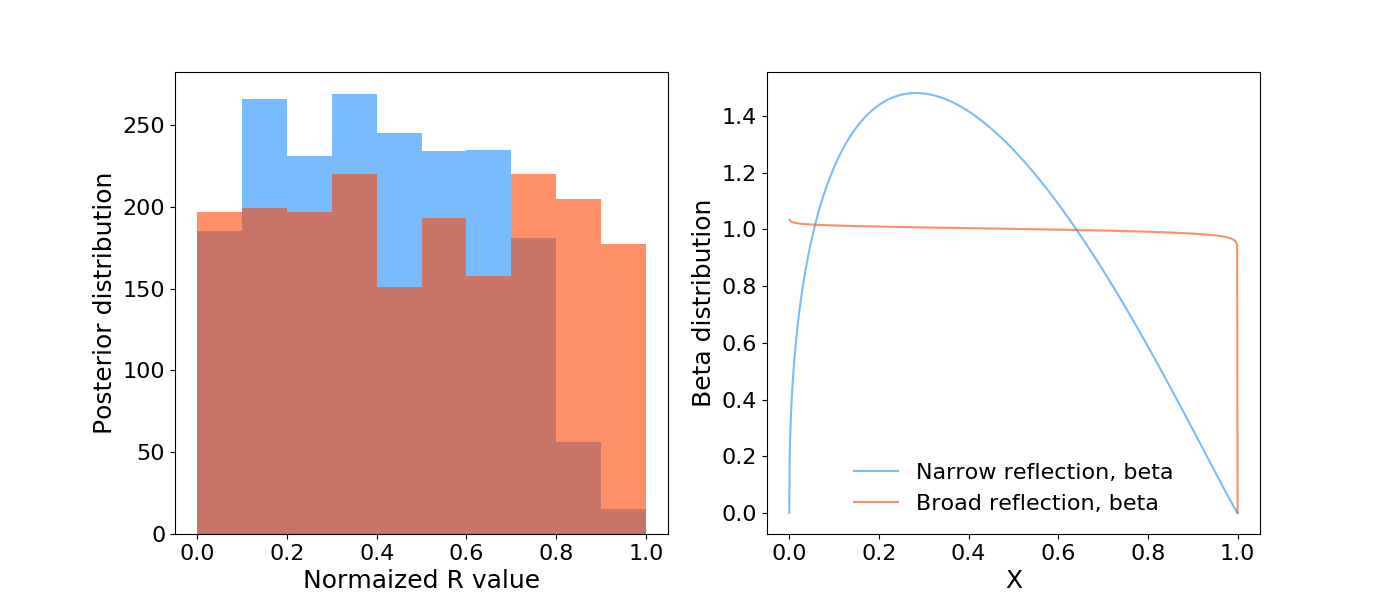 Posterior distribution
250
200
150
100
50
0
0.0 0.2 0.4 0.6 0.8 1.0
Normaized R value
Beta distribution
1.4
1.2
1.0
0.8
0.6
0.4
0.2
0.0
Narrow reflection, beta
Broad reflection, beta
0.0 0.2 0.4 0.6 0.8 1.0
X